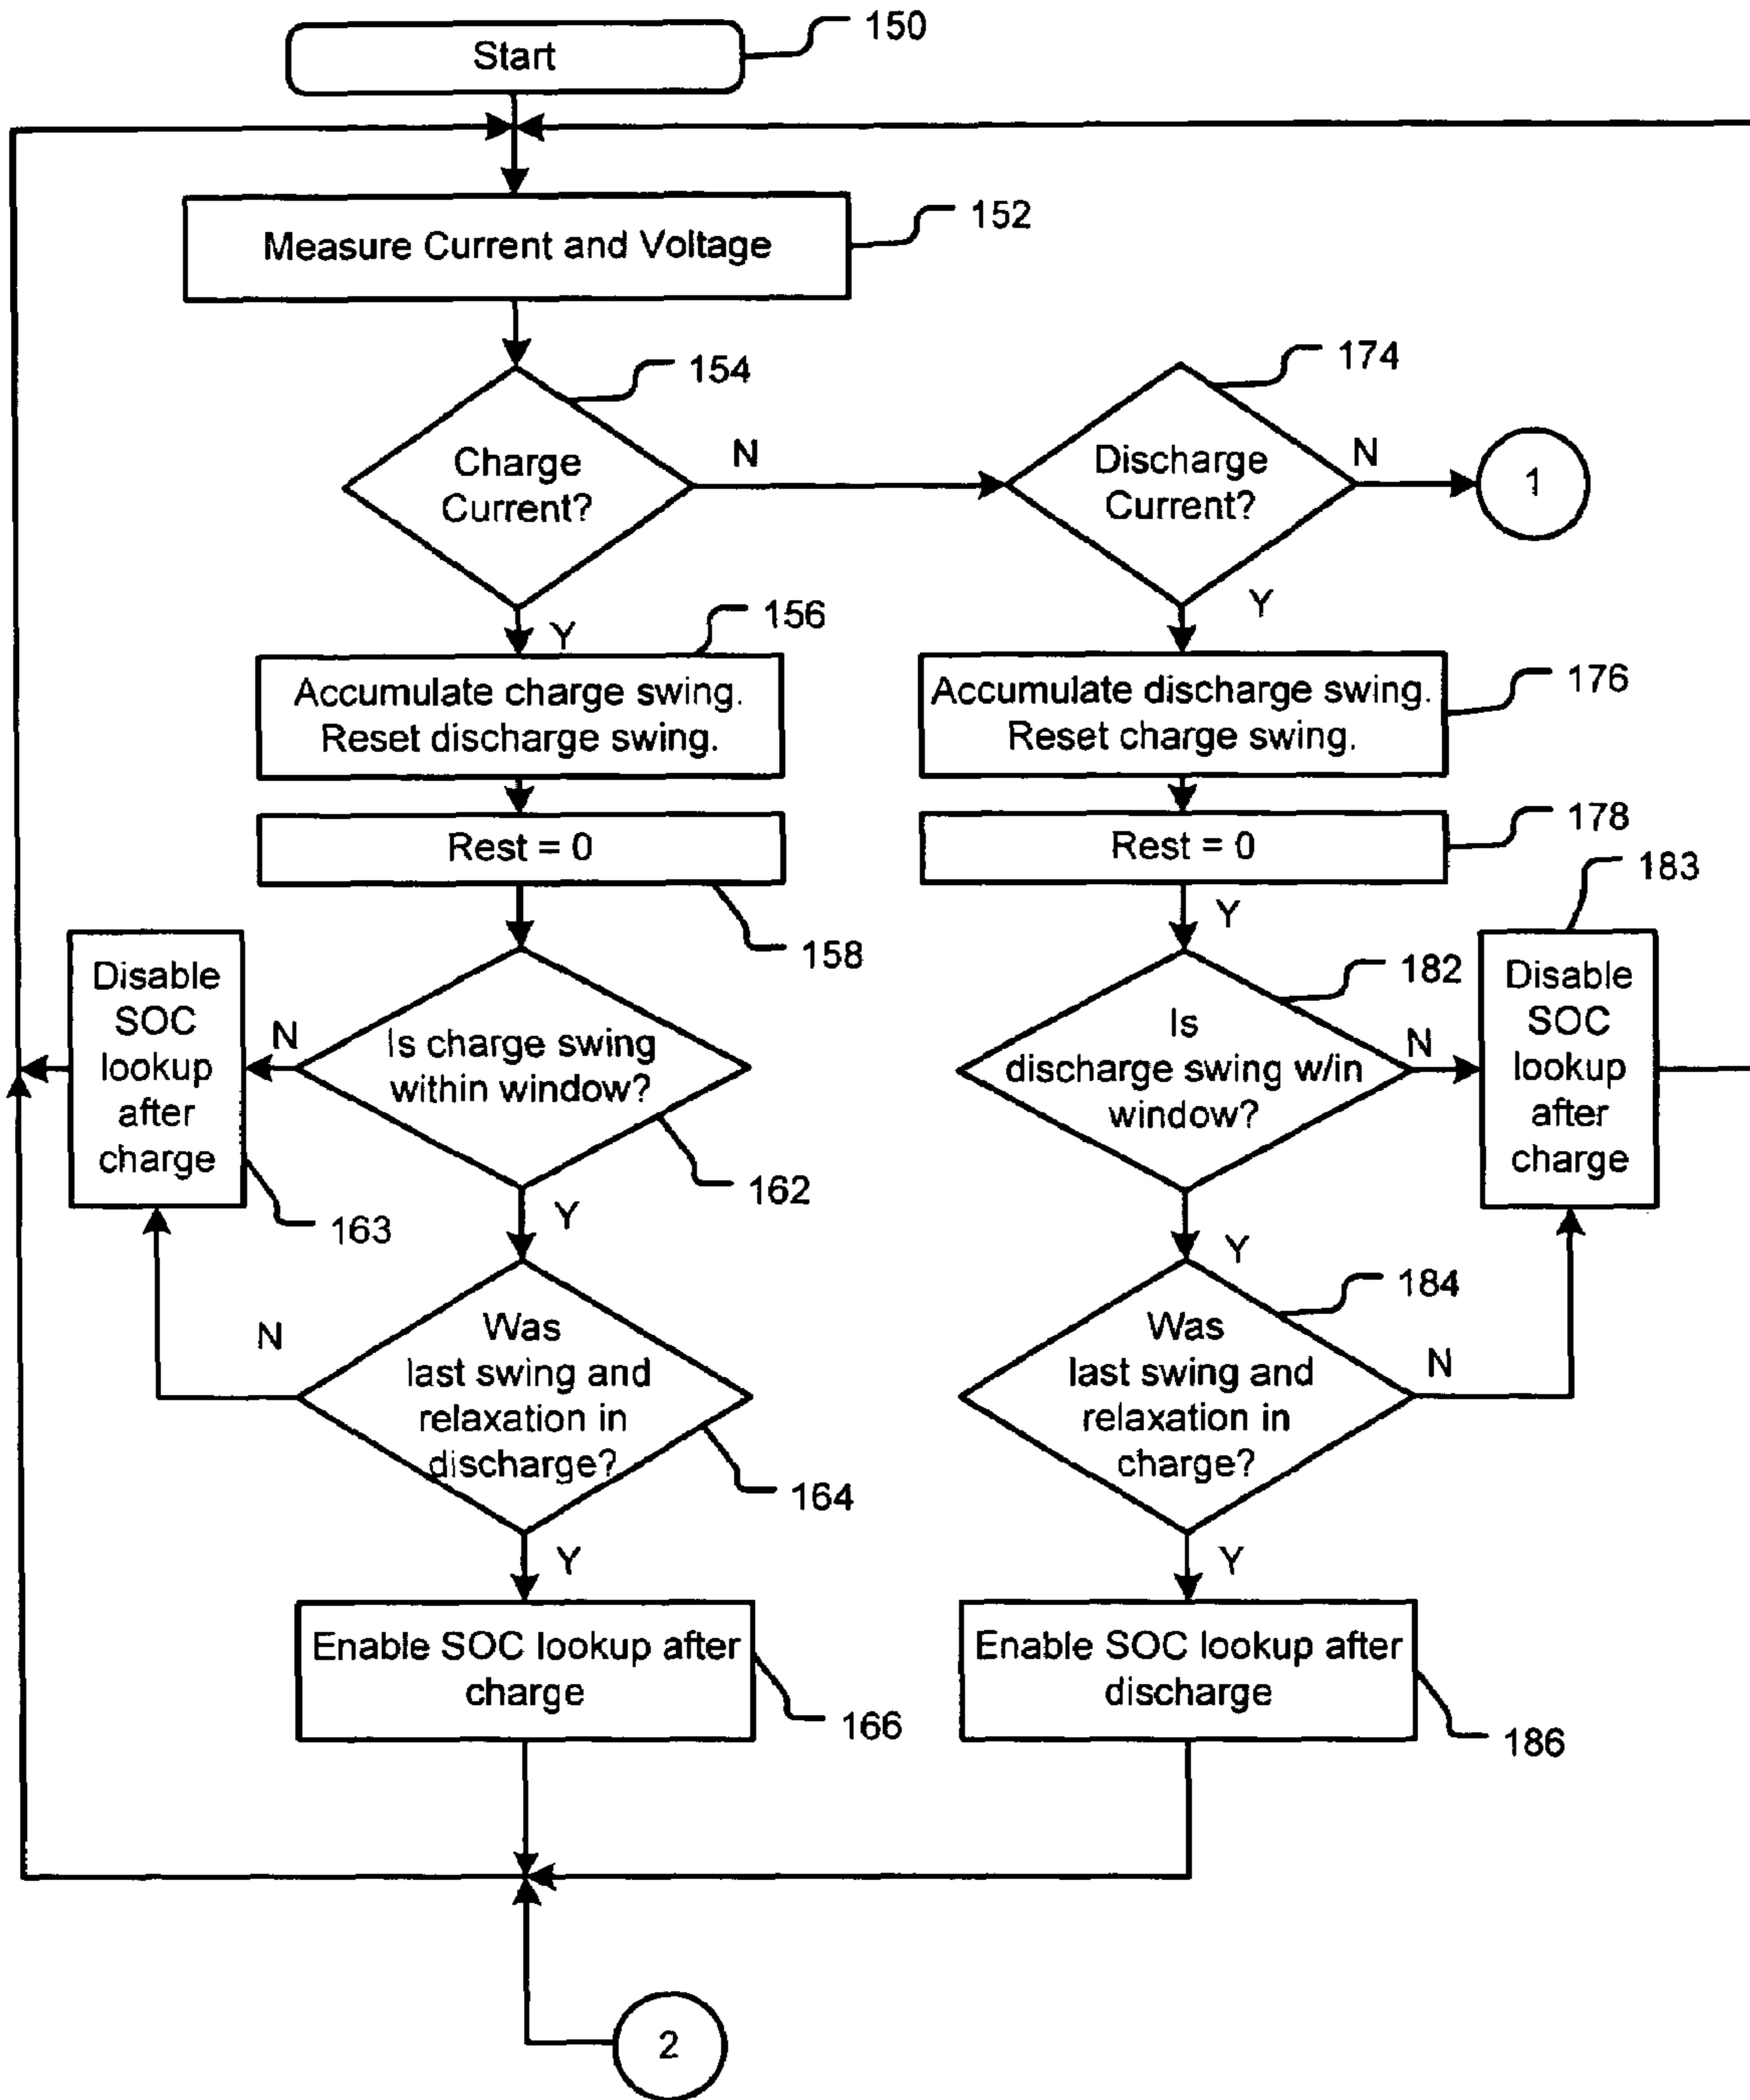 Start
150
Measure Current and Voltage
152
154
Charge
Current?
N
174
Discharge
Current?
N
1
Y
156
Accumulate charge swing.
Reset discharge swing.
Y
Accumulate discharge swing.
Reset charge swing.
176
Rest = 0
158
Rest = 0
178
Y
183
Disable
SOC
lookup
after
charge
163
N
Is charge swing
within window?
162
Y
182
Is
discharge swing w/in
window?
N
Disable
SOC
lookup
after
charge
Y
N
Was
last swing and
relaxation in
discharge?
164
Y
184
Was
last swing and
relaxation in
charge?
N
Y
Enable SOC lookup after
charge
166
Enable SOC lookup after
discharge
186
2